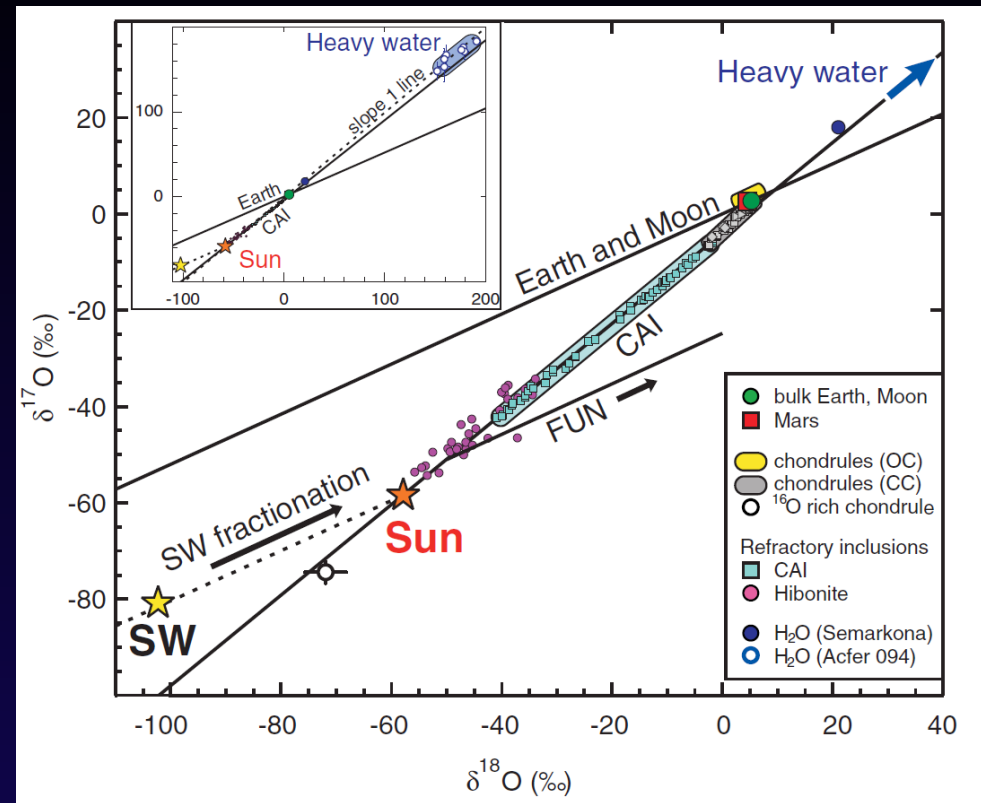 Heavy water
slope 1 line
100
0
Earth
CAI
Sun
-100
0
100
200
Heavy water
Earth and Moon
CAI
FUN
SW fractionation
Sun
SW
20
0
-20
-40
-60
-80
δ17O (‰)
-100
-80
-60
-40
-20
0
20
40
δ18O (‰)
bulk Earth, Moon
Mars
chondrules (OC)
chondrules (CC)
16O rich chondrule
Refractory inclusions
CAI
Hibonite
H2O (Semarkona)
H2O (Acfer 094)